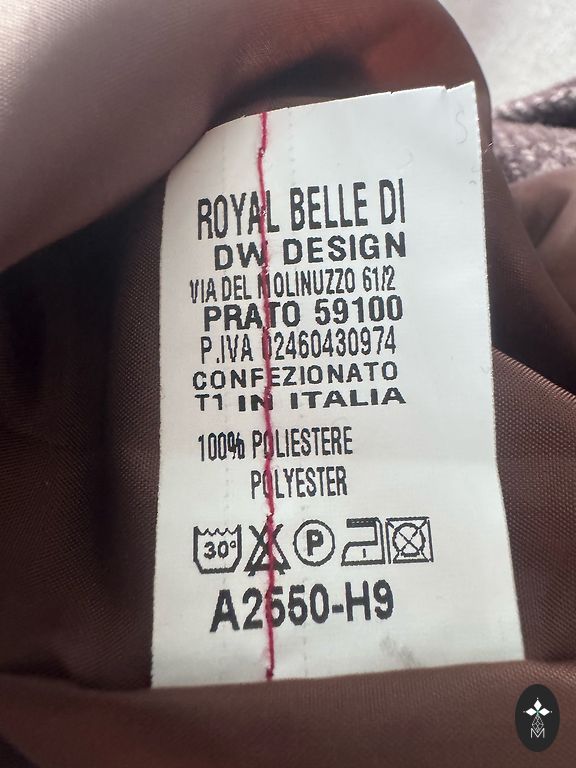 ROYAL BELLE DI
DW DESIGN
VIA DEL MOLINUZZO 61/2
PRATO 59100
P.IVA 02460430974
CONFEZIONATO
T1 IN ITALIA
100% POLIESTERE
POLYESTER
30° P
A2550-H9
M